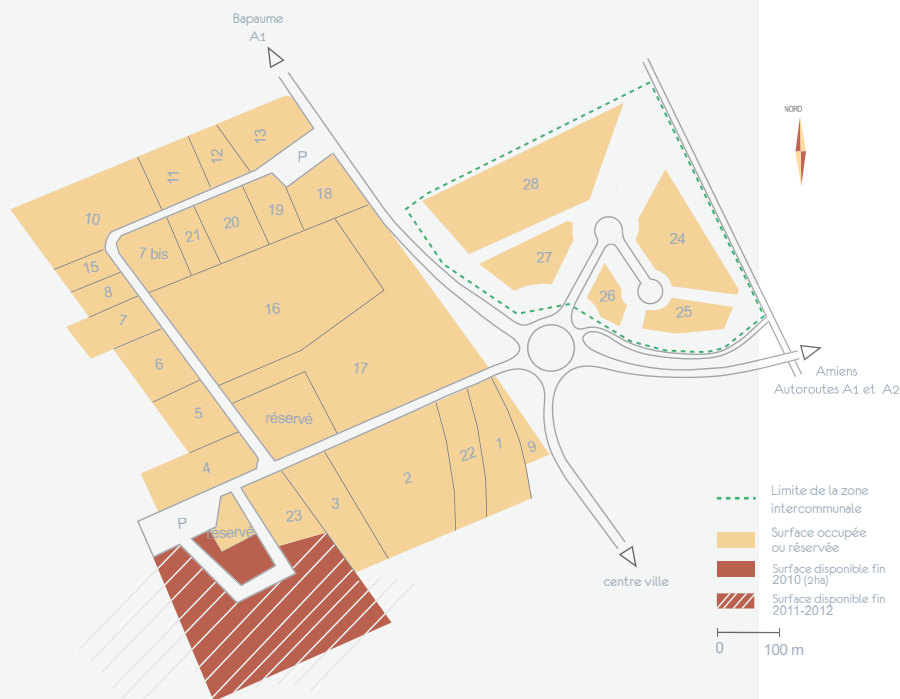 Bapaume
A1
NORD
13
12
11
P
10
18
19
20
21
7 bis
15
8
7
16
6
17
5
réservé
4
28
27
24
26
25
Amiens
Autoroutes A1 et A2
9
1
22
2
3
23
P
réservé
centre ville
Limite de la zone
intercommunale
Surface occupée
ou réservée
Surface disponible fin
2010 (2ha)
Surface disponible fin
2011-2012
0
100 m